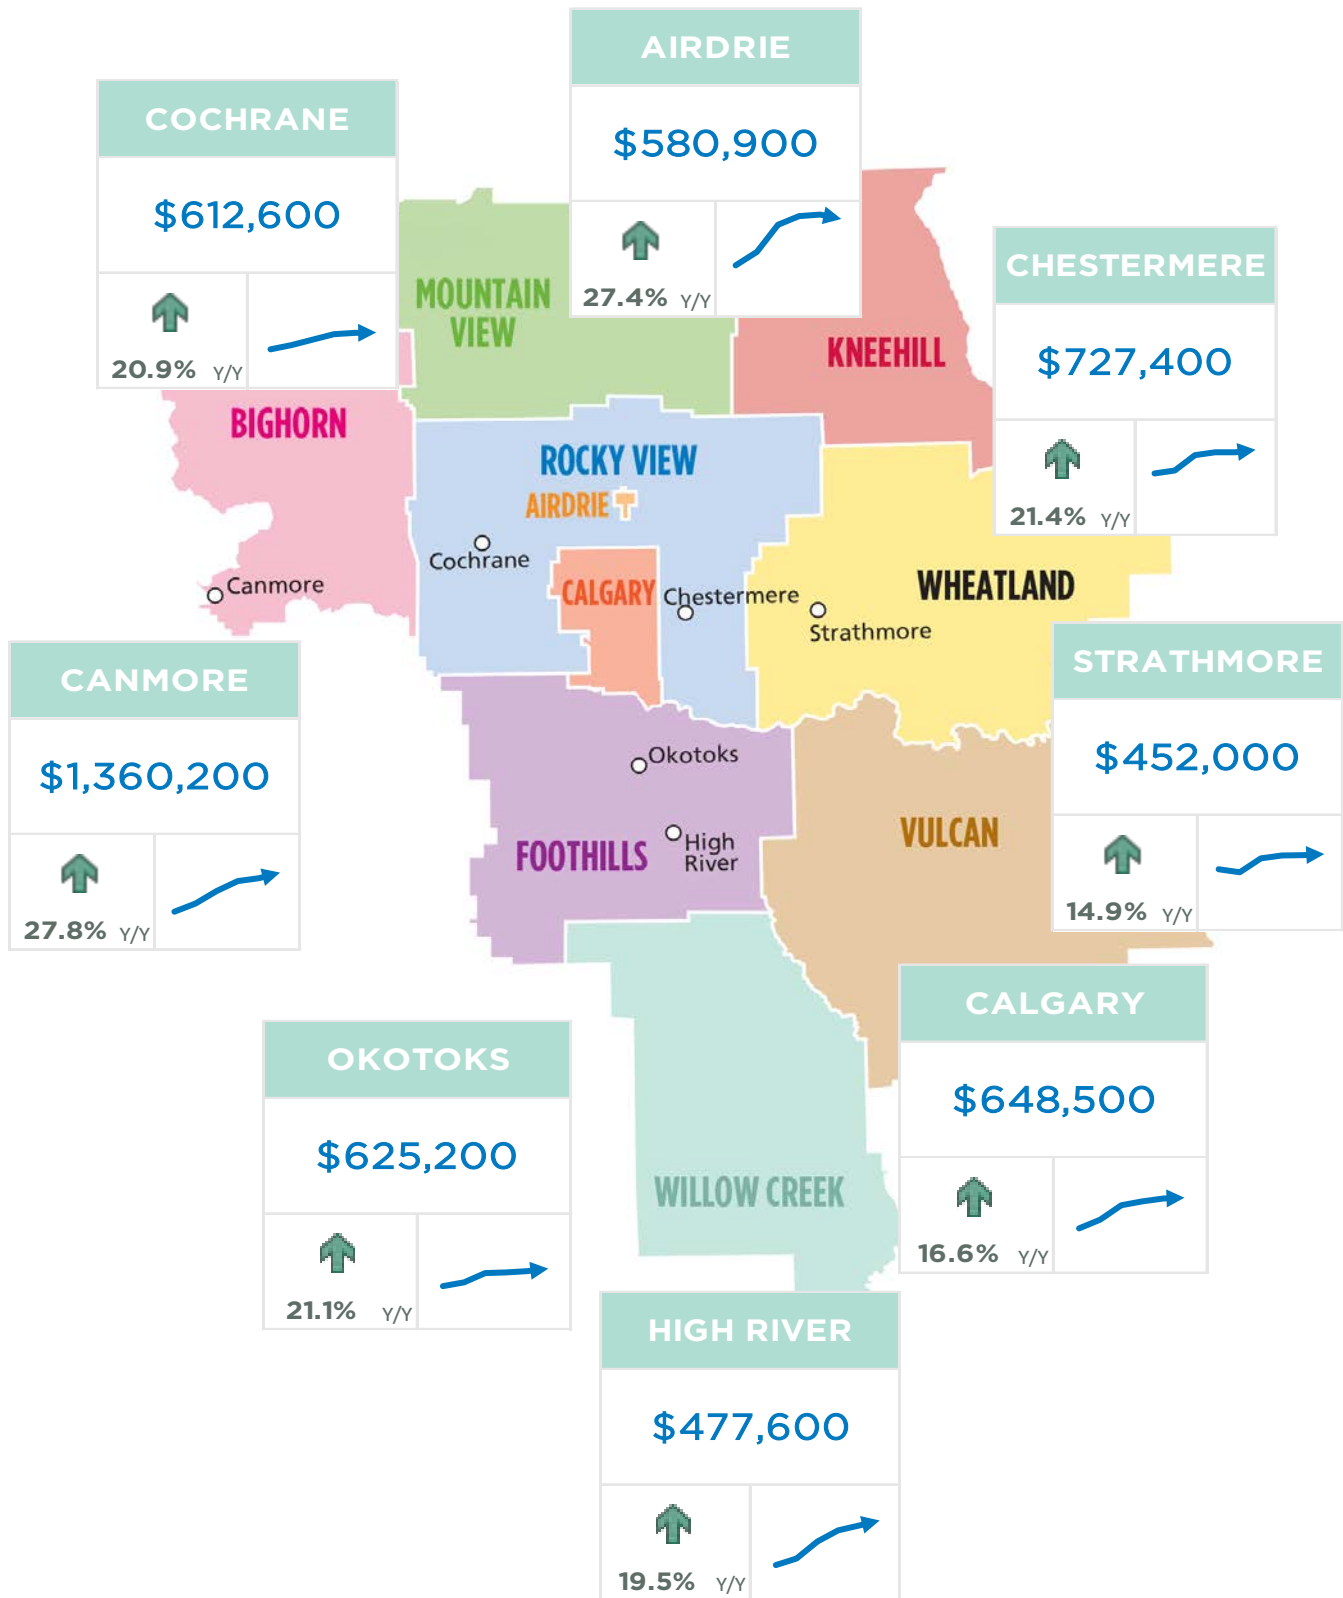 AIRDRIE
$580,900
27.4% Y/Y
COCHRANE
$612,600
20.9% Y/Y
CHESTERMERE
$727,400
21.4% Y/Y
MOUNTAIN
VIEW
KNEEHILL
BIGHORN
ROCKY VIEW
AIRDRIE
Cochrane
Canmore
CALGARY
Chestermere
WHEATLAND
Strathmore
CANMORE
$1,360,200
27.8% Y/Y
STRATHMORE
$452,000
14.9% Y/Y
Okotoks
High
River
FOOTHILLS
VULCAN
CALGARY
$648,500
16.6% Y/Y
OKOTOKS
$625,200
21.1% Y/Y
WILLOW CREEK
HIGH RIVER
$477,600
19.5% Y/Y